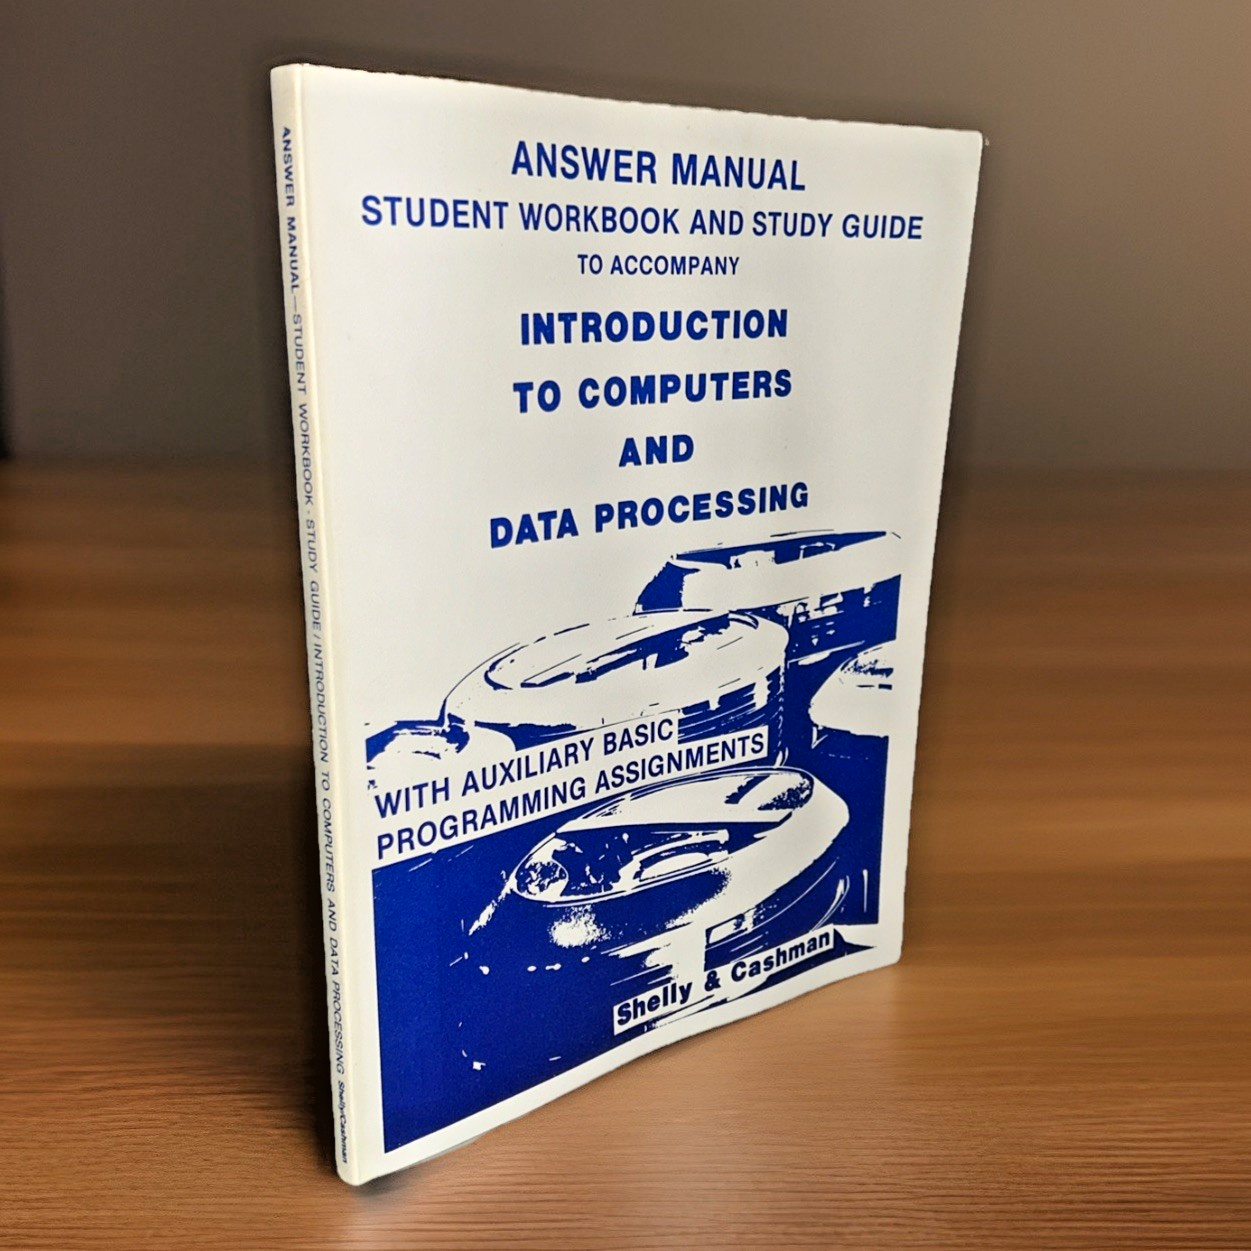 ANSWER MANUAL
STUDENT WORKBOOK AND STUDY GUIDE
TO ACCOMPANY
INTRODUCTION
TO COMPUTERS
AND
DATA PROCESSING
WITH AUXILIARY BASIC
PROGRAMMING ASSIGNMENTS
Shelly & Cashman
ANSWER MANUAL—STUDENT WORKBOOK - STUDY GUIDE / INTRODUCTION TO COMPUTERS AND DATA PROCESSING Shelly/Cashman